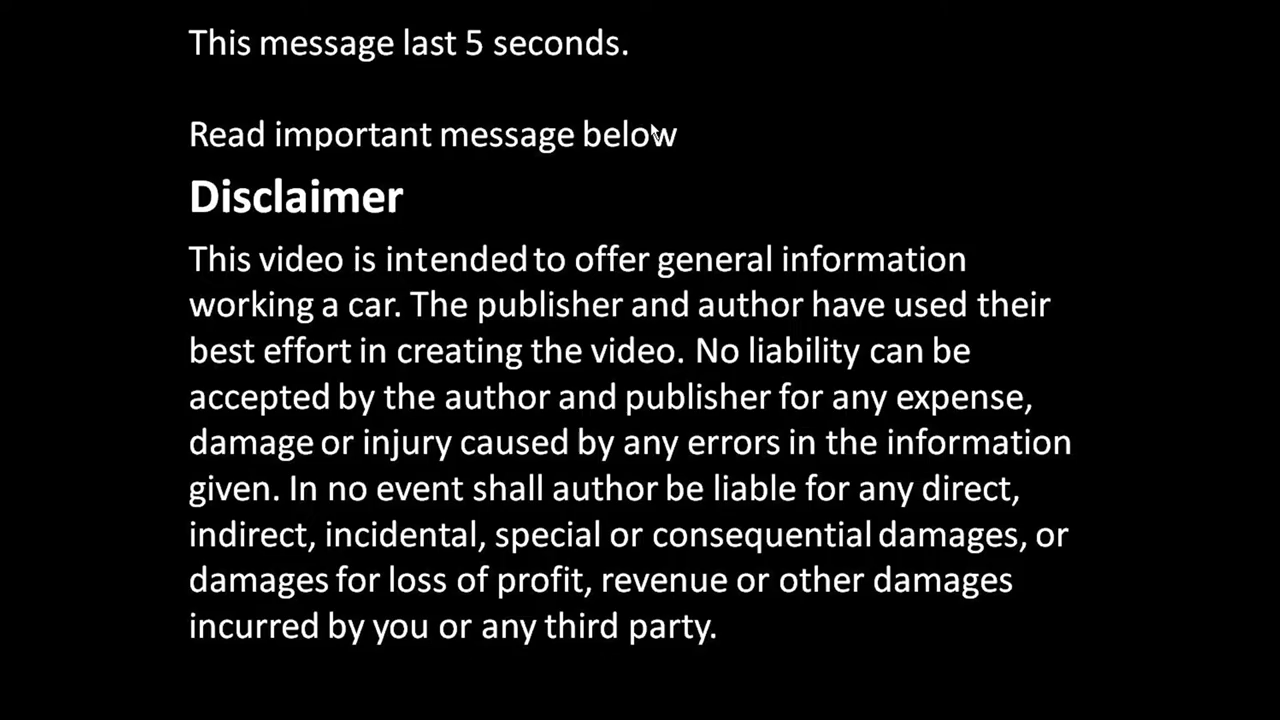 This message last 5 seconds.
Read important message below
Disclaimer
This video is intended to offer general information
working a car. The publisher and author have used their
best effort in creating the video. No liability can be
accepted by the author and publisher for any expense,
damage or injury caused by any errors in the information
given. In no event shall author be liable for any direct,
indirect, incidental, special or consequential damages, or
damages for loss of profit, revenue or other damages
incurred by you or any third party.